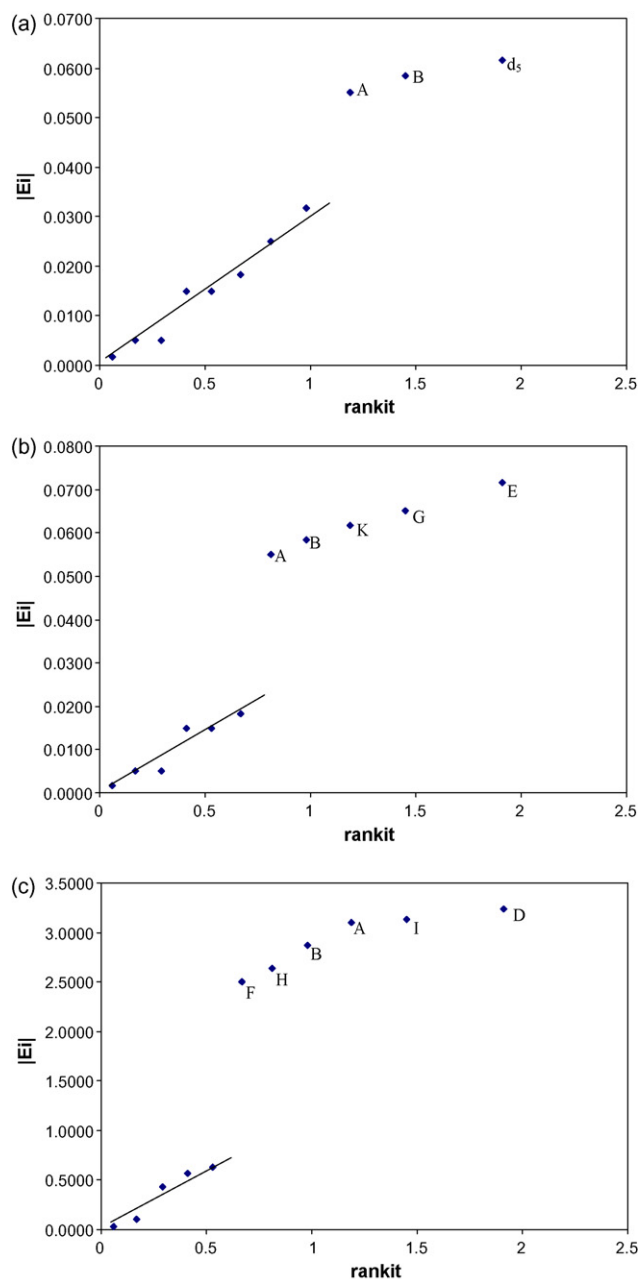 (a)
0.0700
0.0600
0.0500
0.0400
0.0300
0.0200
0.0100
0.0000
|Ei|
A
B
d₅
0
0.5
1
1.5
2
2.5
rankit
(b)
0.0800
0.0700
0.0600
0.0500
0.0400
0.0300
0.0200
0.0100
0.0000
|Ei|
A
B
K
G
E
0
0.5
1
1.5
2
2.5
rankit
(c)
3.5000
3.0000
2.5000
2.0000
1.5000
1.0000
0.5000
0.0000
|Ei|
F
H
B
A
I
D
0
0.5
1
1.5
2
2.5
rankit